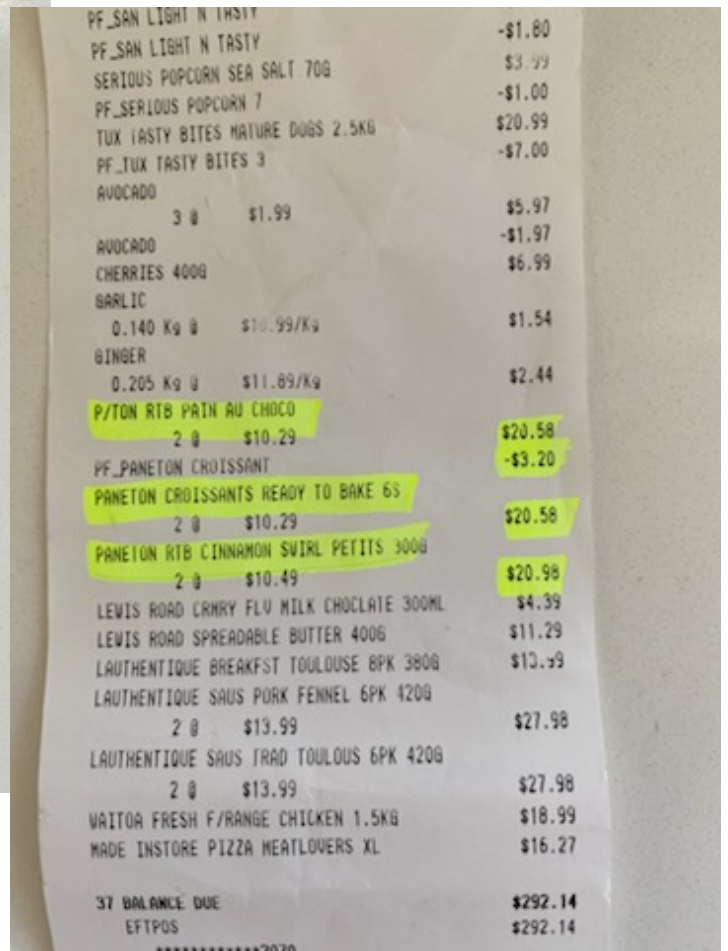 PF_SAN LIGHT N TASTY
PF_SAN LIGHT N TASTY -$1.80
SERIOUS POPCORN SEA SALT 70G $3.99
PF_SERIOUS POPCORN 7 -$1.00
TUX TASTY BITES MATURE DOGS 2.5KG $20.99
PF_TUX TASTY BITES 3 -$7.00
AVOCADO
3 @ $1.99 $5.97
AVOCADO -$1.97
CHERRIES 400G $6.99
GARLIC
0.140 Kg @ $10.99/Kg $1.54
GINGER
0.205 Kg @ $11.89/Kg $2.44
P/TON RTB PAIN AU CHOCO
2 @ $10.29 $20.58
PF_PANETON CROISSANT -$3.20
PANETON CROISSANTS READY TO BAKE 6S
2 @ $10.29 $20.58
PANETON RTB CINNAMON SWIRL PETITS 300G
2 @ $10.49 $20.98
LEWIS ROAD CRMRY FLV MILK CHOCLATE 300ML $4.39
LEWIS ROAD SPREADABLE BUTTER 400G $11.29
LAUTHENTIQUE BREAKFST TOULOUSE 8PK 380G $13.99
LAUTHENTIQUE SAUS PORK FENNEL 6PK 420G
2 @ $13.99 $27.98
LAUTHENTIQUE SAUS TRAD TOULOUS 6PK 420G
2 @ $13.99 $27.98
WAITOA FRESH F/RANGE CHICKEN 1.5KG $18.99
MADE INSTORE PIZZA MEATLOVERS XL $16.27
37 BALANCE DUE $292.14
EFTPOS $292.14